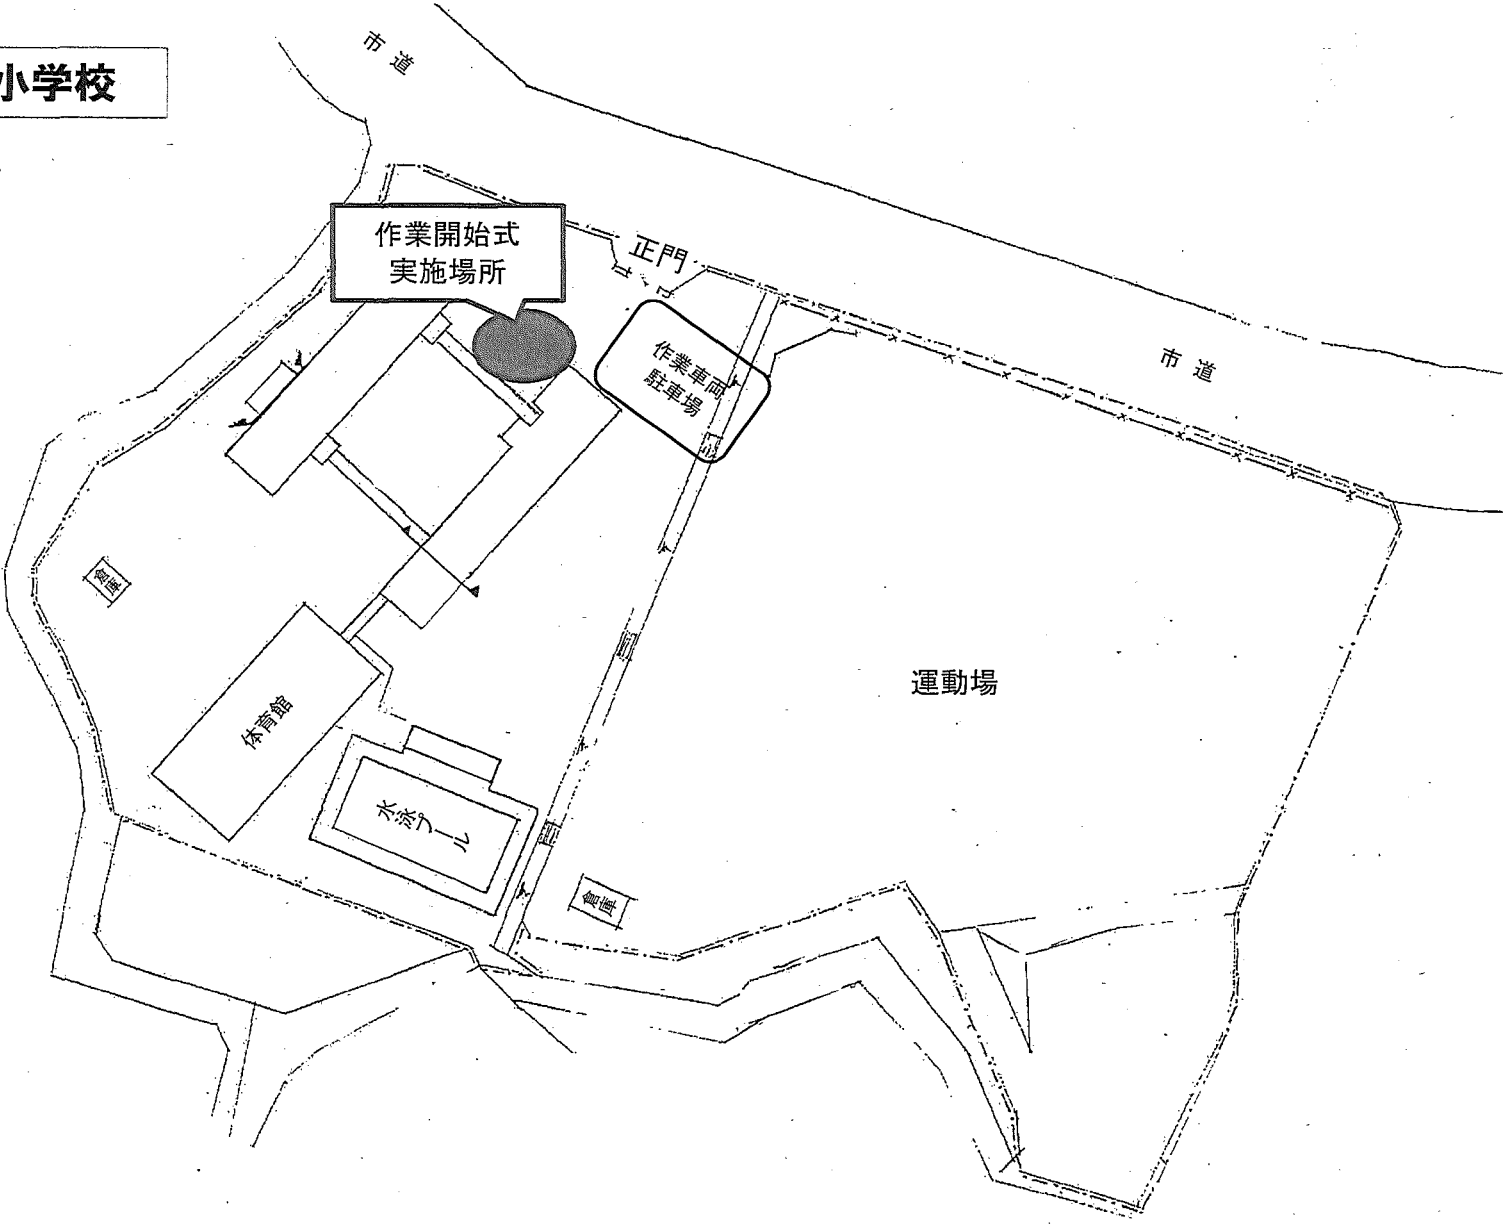 市道
小学校
作業開始式
実施場所
正門
作業車両
駐車場
市道
倉庫
運動場
体育館
水泳プール
倉庫